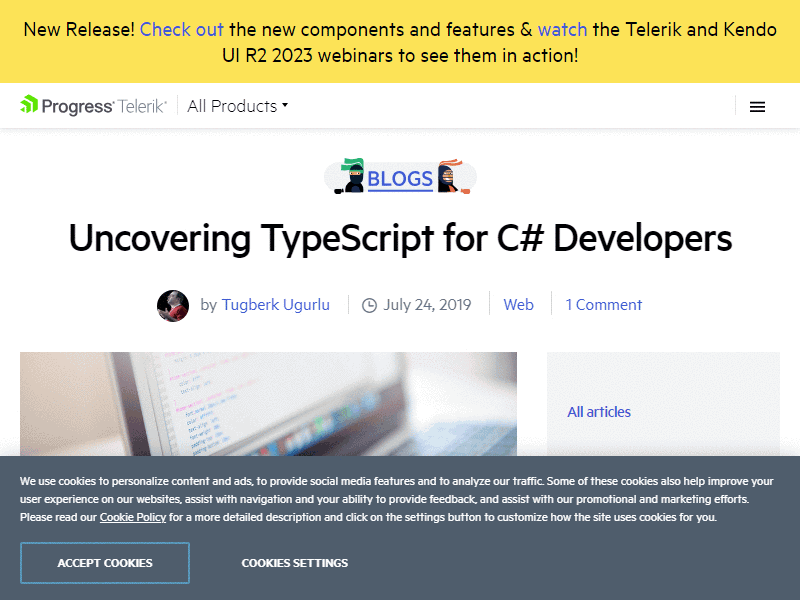 New Release! Check out the new components and features & watch the Telerik and Kendo
UI R2 2023 webinars to see them in action!
Progress Telerik All Products
BLOGS
Uncovering TypeScript for C# Developers
by Tugberk Ugurlu July 24, 2019 Web 1 Comment
All articles
We use cookies to personalize content and ads, to provide social media features and to analyze our traffic. Some of these cookies also help improve your
user experience on our websites, assist with navigation and your ability to provide feedback, and assist with our promotional and marketing efforts.
Please read our Cookie Policy for a more detailed description and click on the settings button to customize how the site uses cookies for you.
ACCEPT COOKIES COOKIES SETTINGS